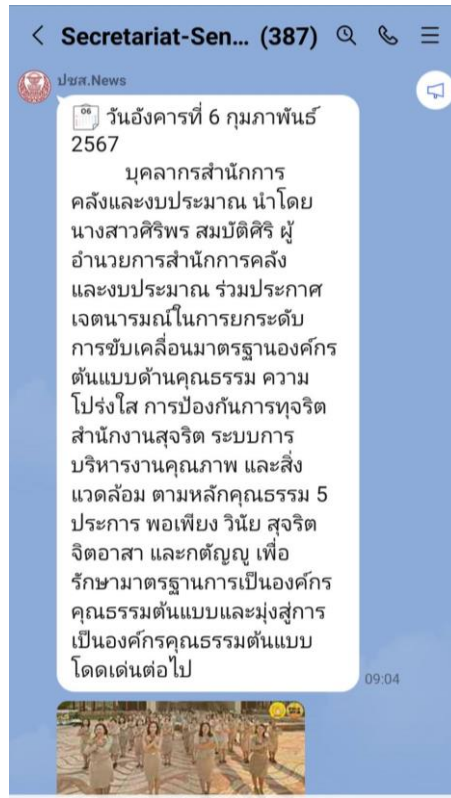 Secretariat-Sen... (387)
ปชส.News
06 วันอังคารที่ 6 กุมภาพันธ์
2567
บุคลากรสำนักการ
คลังและงบประมาณ นำโดย
นางสาวศิริพร สมบัติศิริ ผู้
อำนวยการสำนักการคลัง
และงบประมาณ ร่วมประกาศ
เจตนารมณ์ในการยกระดับ
การขับเคลื่อนมาตรฐานองค์กร
ต้นแบบด้านคุณธรรม ความ
โปร่งใส การป้องกันการทุจริต
สำนักงานสุจริต ระบบการ
บริหารงานคุณภาพ และสิ่ง
แวดล้อม ตามหลักคุณธรรม 5
ประการ พอเพียง วินัย สุจริต
จิตอาสา และกตัญญู เพื่อ
รักษามาตรฐานการเป็นองค์กร
คุณธรรมต้นแบบและมุ่งสู่การ
เป็นองค์กรคุณธรรมต้นแบบ
โดดเด่นต่อไป
09:04